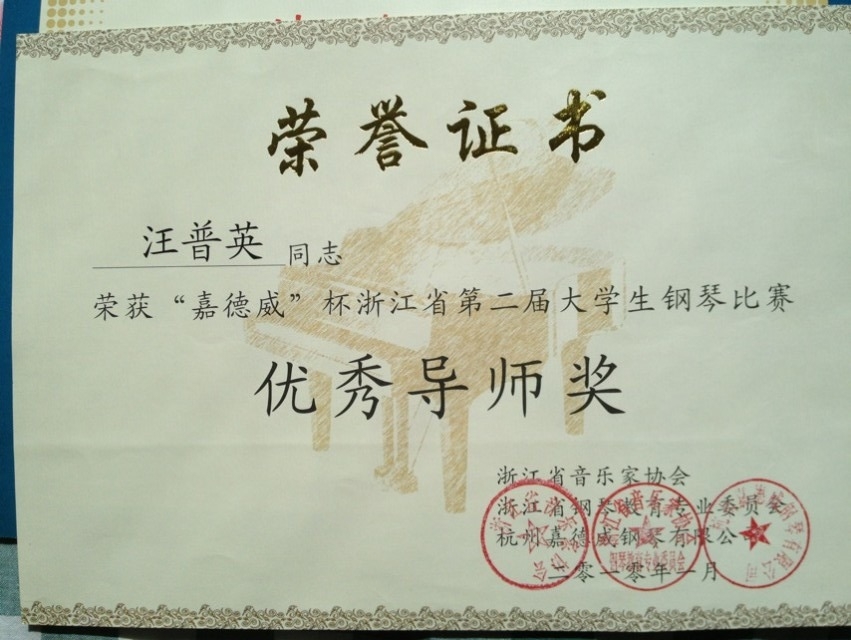 荣誉证书
汪普英 同志
荣获“嘉德威”杯浙江省第二届大学生钢琴比赛
优秀导师奖
浙江省音乐家协会
浙江省钢琴教育专业委员会
杭州嘉德威钢琴有限公
二零一零年一月